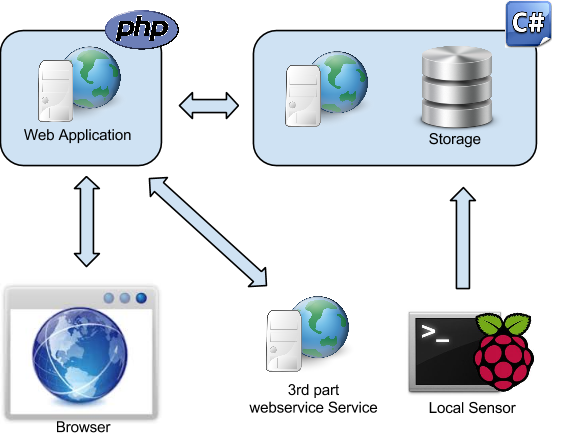 php
C#
Web Application
Storage
>_
3rd part
webservice Service
Local Sensor
Browser